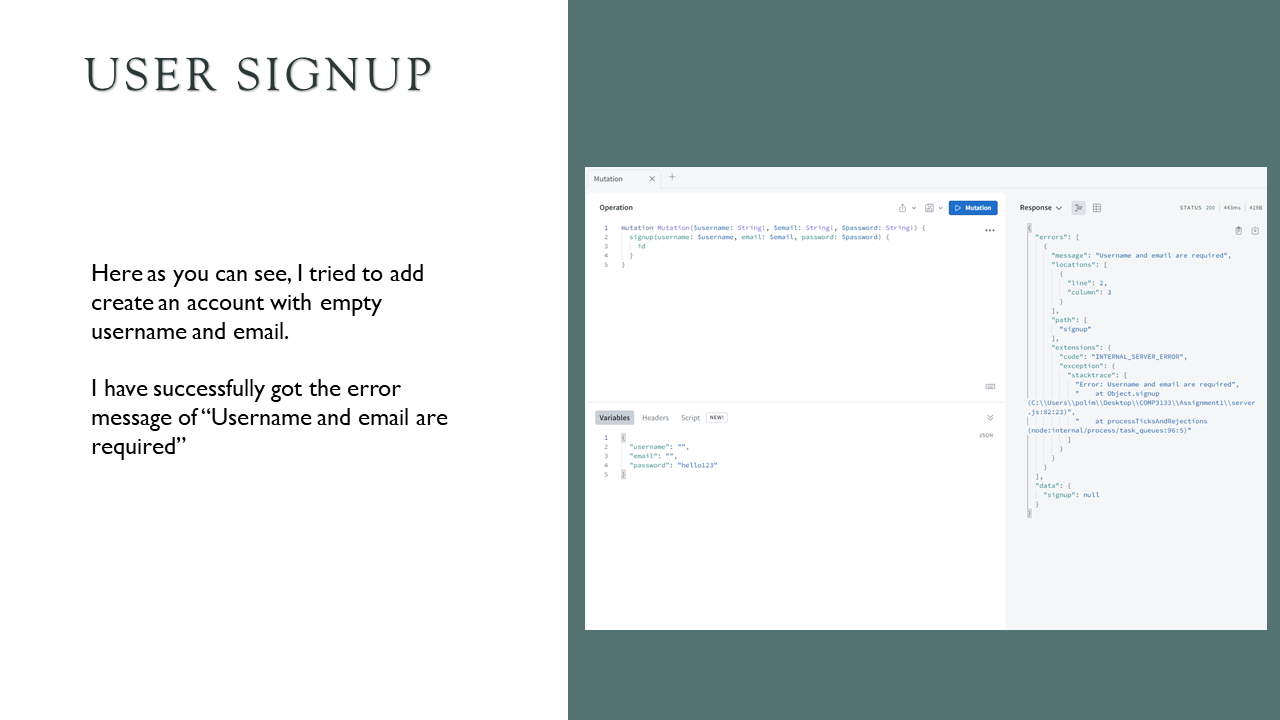 USER SIGNUP
Here as you can see, I tried to add
create an account with empty
username and email.
I have successfully got the error
message of “Username and email are
required”
Mutation
Operation
Mutation
1 mutation Mutation($username: String!, $email: String!, $password: String!) {
2 signup(username: $username, email: $email, password: $password) {
3 id
4 }
5 }
Variables Headers Script NEW!
JSON
1 {
2 "username": "",
3 "email": "",
4 "password": "hello123"
5 }
Response STATUS 200 443ms 419B
{
"errors": [
{
"message": "Username and email are required",
"locations": [
{
"line": 2,
"column": 3
}
],
"path": [
"signup"
],
"extensions": {
"code": "INTERNAL_SERVER_ERROR",
"exception": {
"stacktrace": [
"Error: Username and email are required",
"    at Object.signup
(C:\\Users\\polim\\Desktop\\COMP3133\\Assignment1\\server
.js:82:23)",
"    at processTicksAndRejections
(node:internal/process/task_queues:96:5)"
]
}
}
}
],
"data": {
"signup": null
}
}